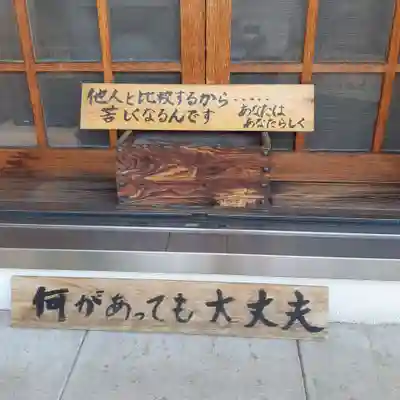 他人と比較するから・・・・・
苦しくなるんです
あなたは
あなたらしく
何があっても大丈夫